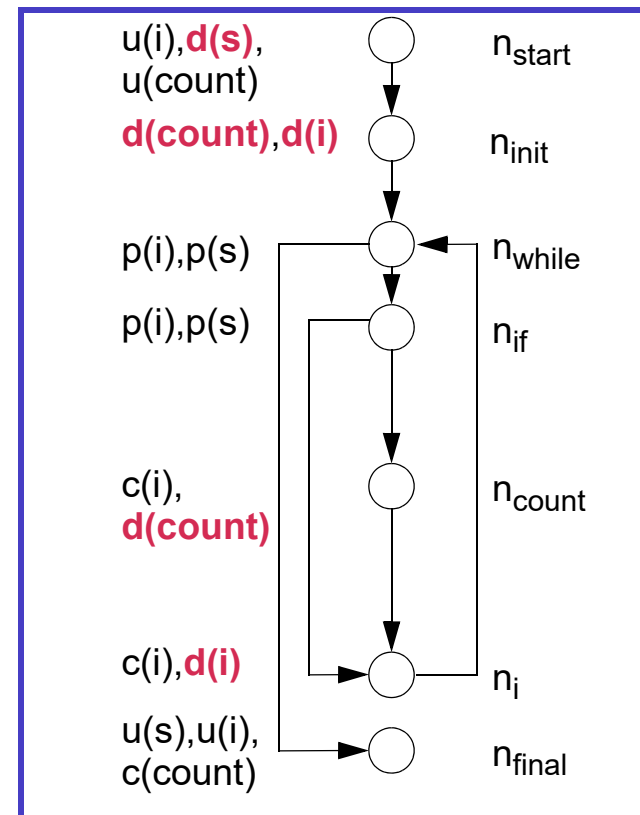 u(i),d(s), n_start
u(count)
d(count),d(i) n_init
p(i),p(s) n_while
p(i),p(s) n_if
c(i), n_count
d(count)
c(i),d(i) n_i
u(s),u(i), n_final
c(count)